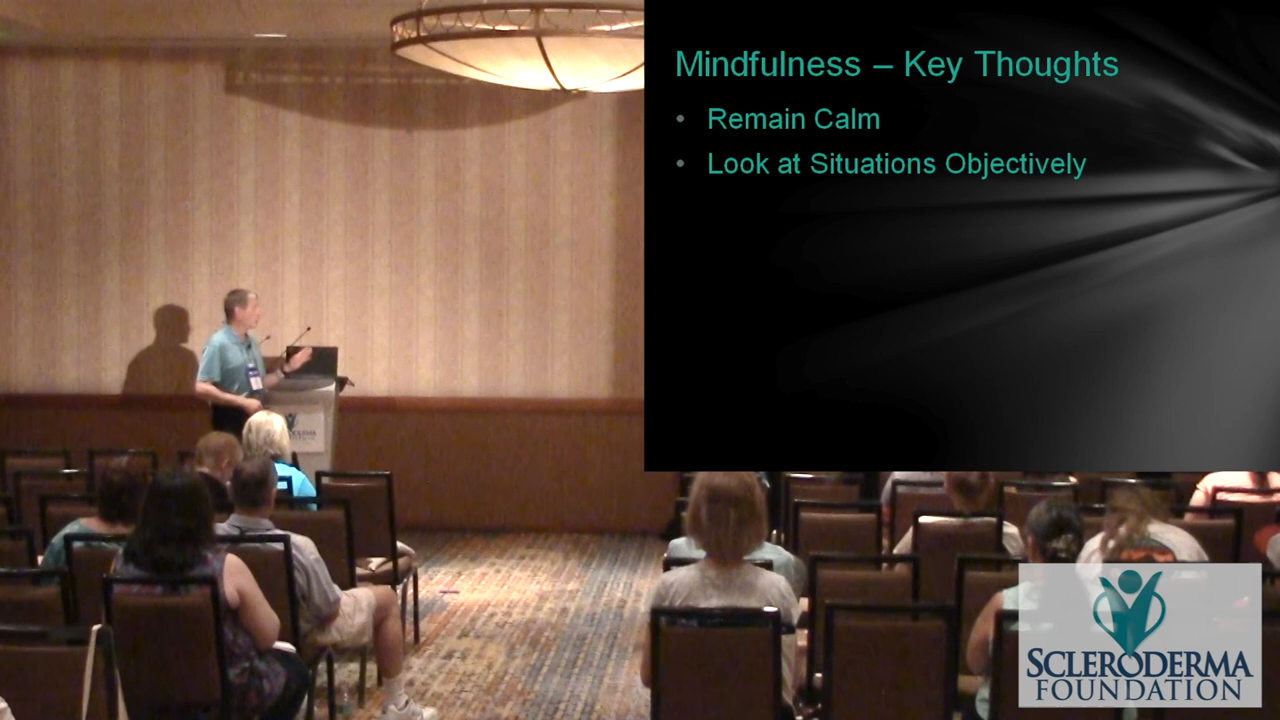 Mindfulness – Key Thoughts
• Remain Calm
• Look at Situations Objectively
SCLERODERMA
FOUNDATION